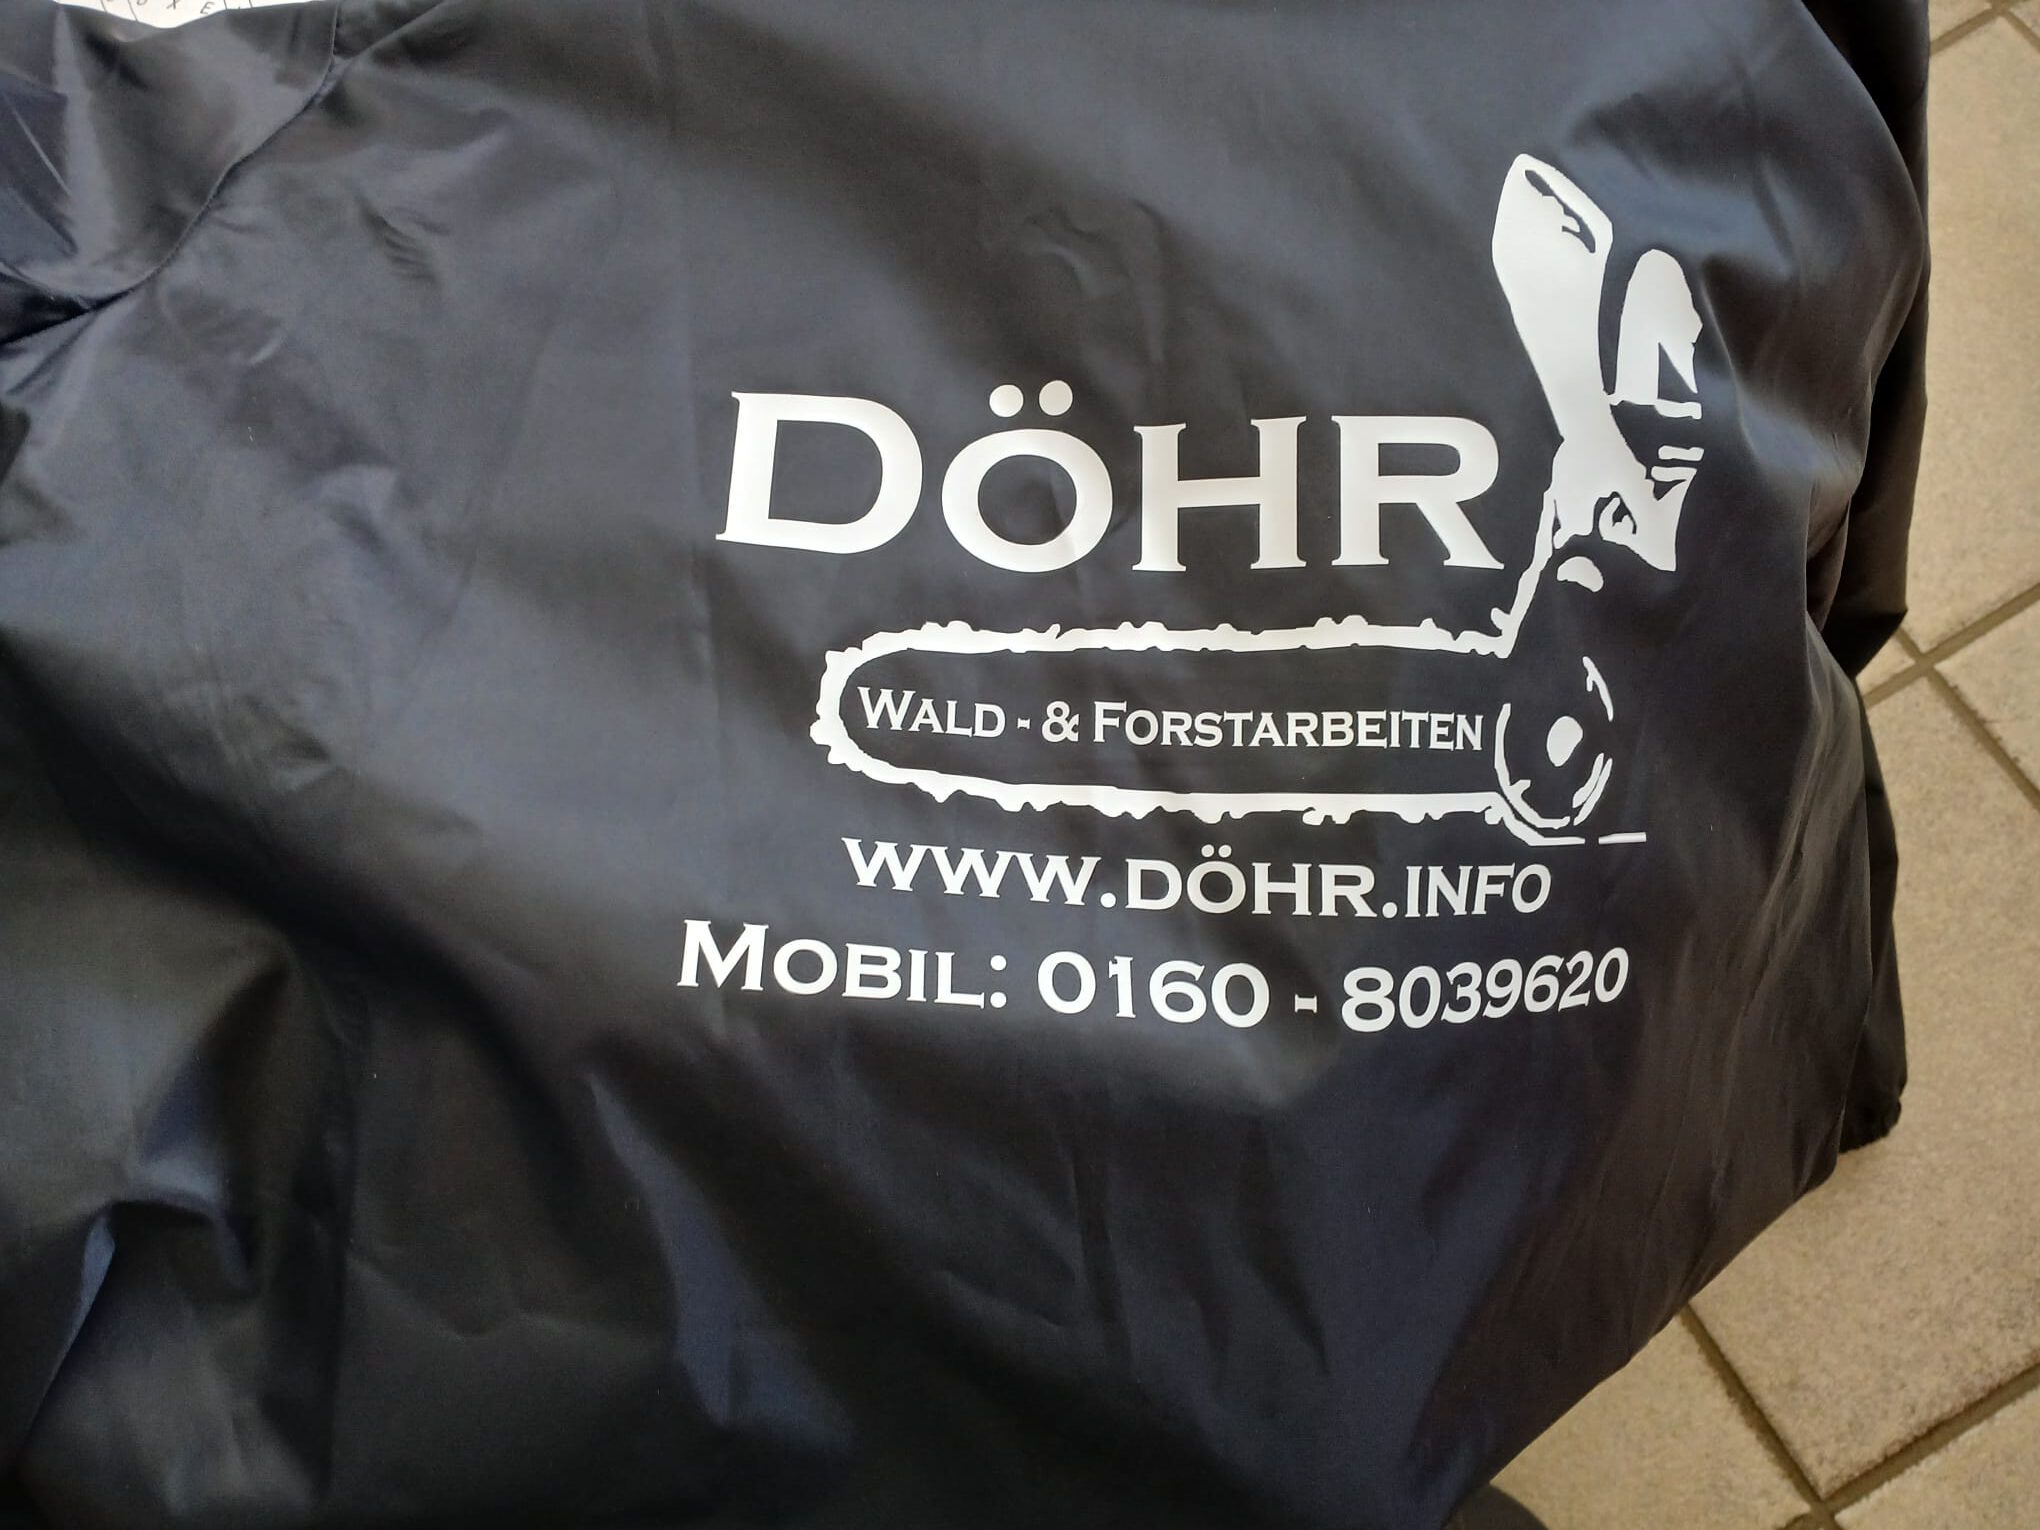 DÖHR
WALD - & FORSTARBEITEN
WWW.DÖHR.INFO
MOBIL: 0160 - 8039620